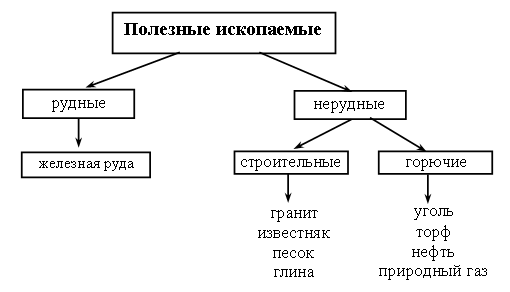 Полезные ископаемые
рудные
нерудные
железная руда
строительные
горючие
гранит
известняк
песок
глина
уголь
торф
нефть
природный газ